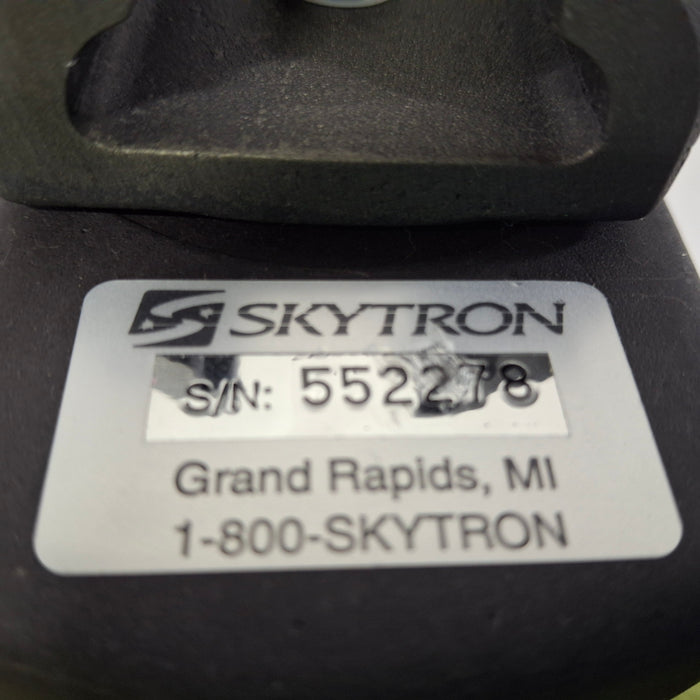 SKYTRON
S/N: 552278
Grand Rapids, MI
1-800-SKYTRON